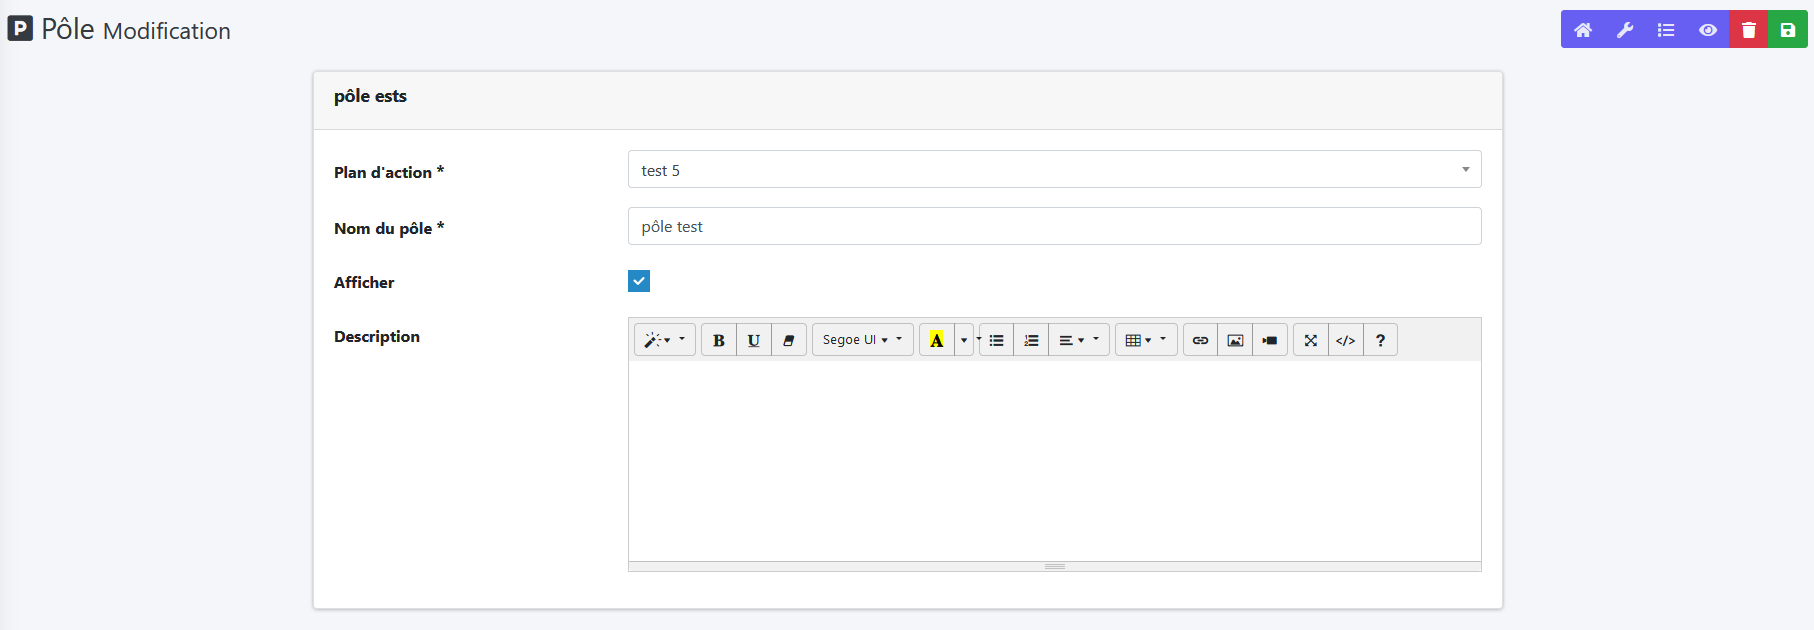 P Pôle Modification
pôle ests
Plan d'action *
test 5
Nom du pôle *
pôle test
Afficher
Description
B U Segoe UI A </> ?